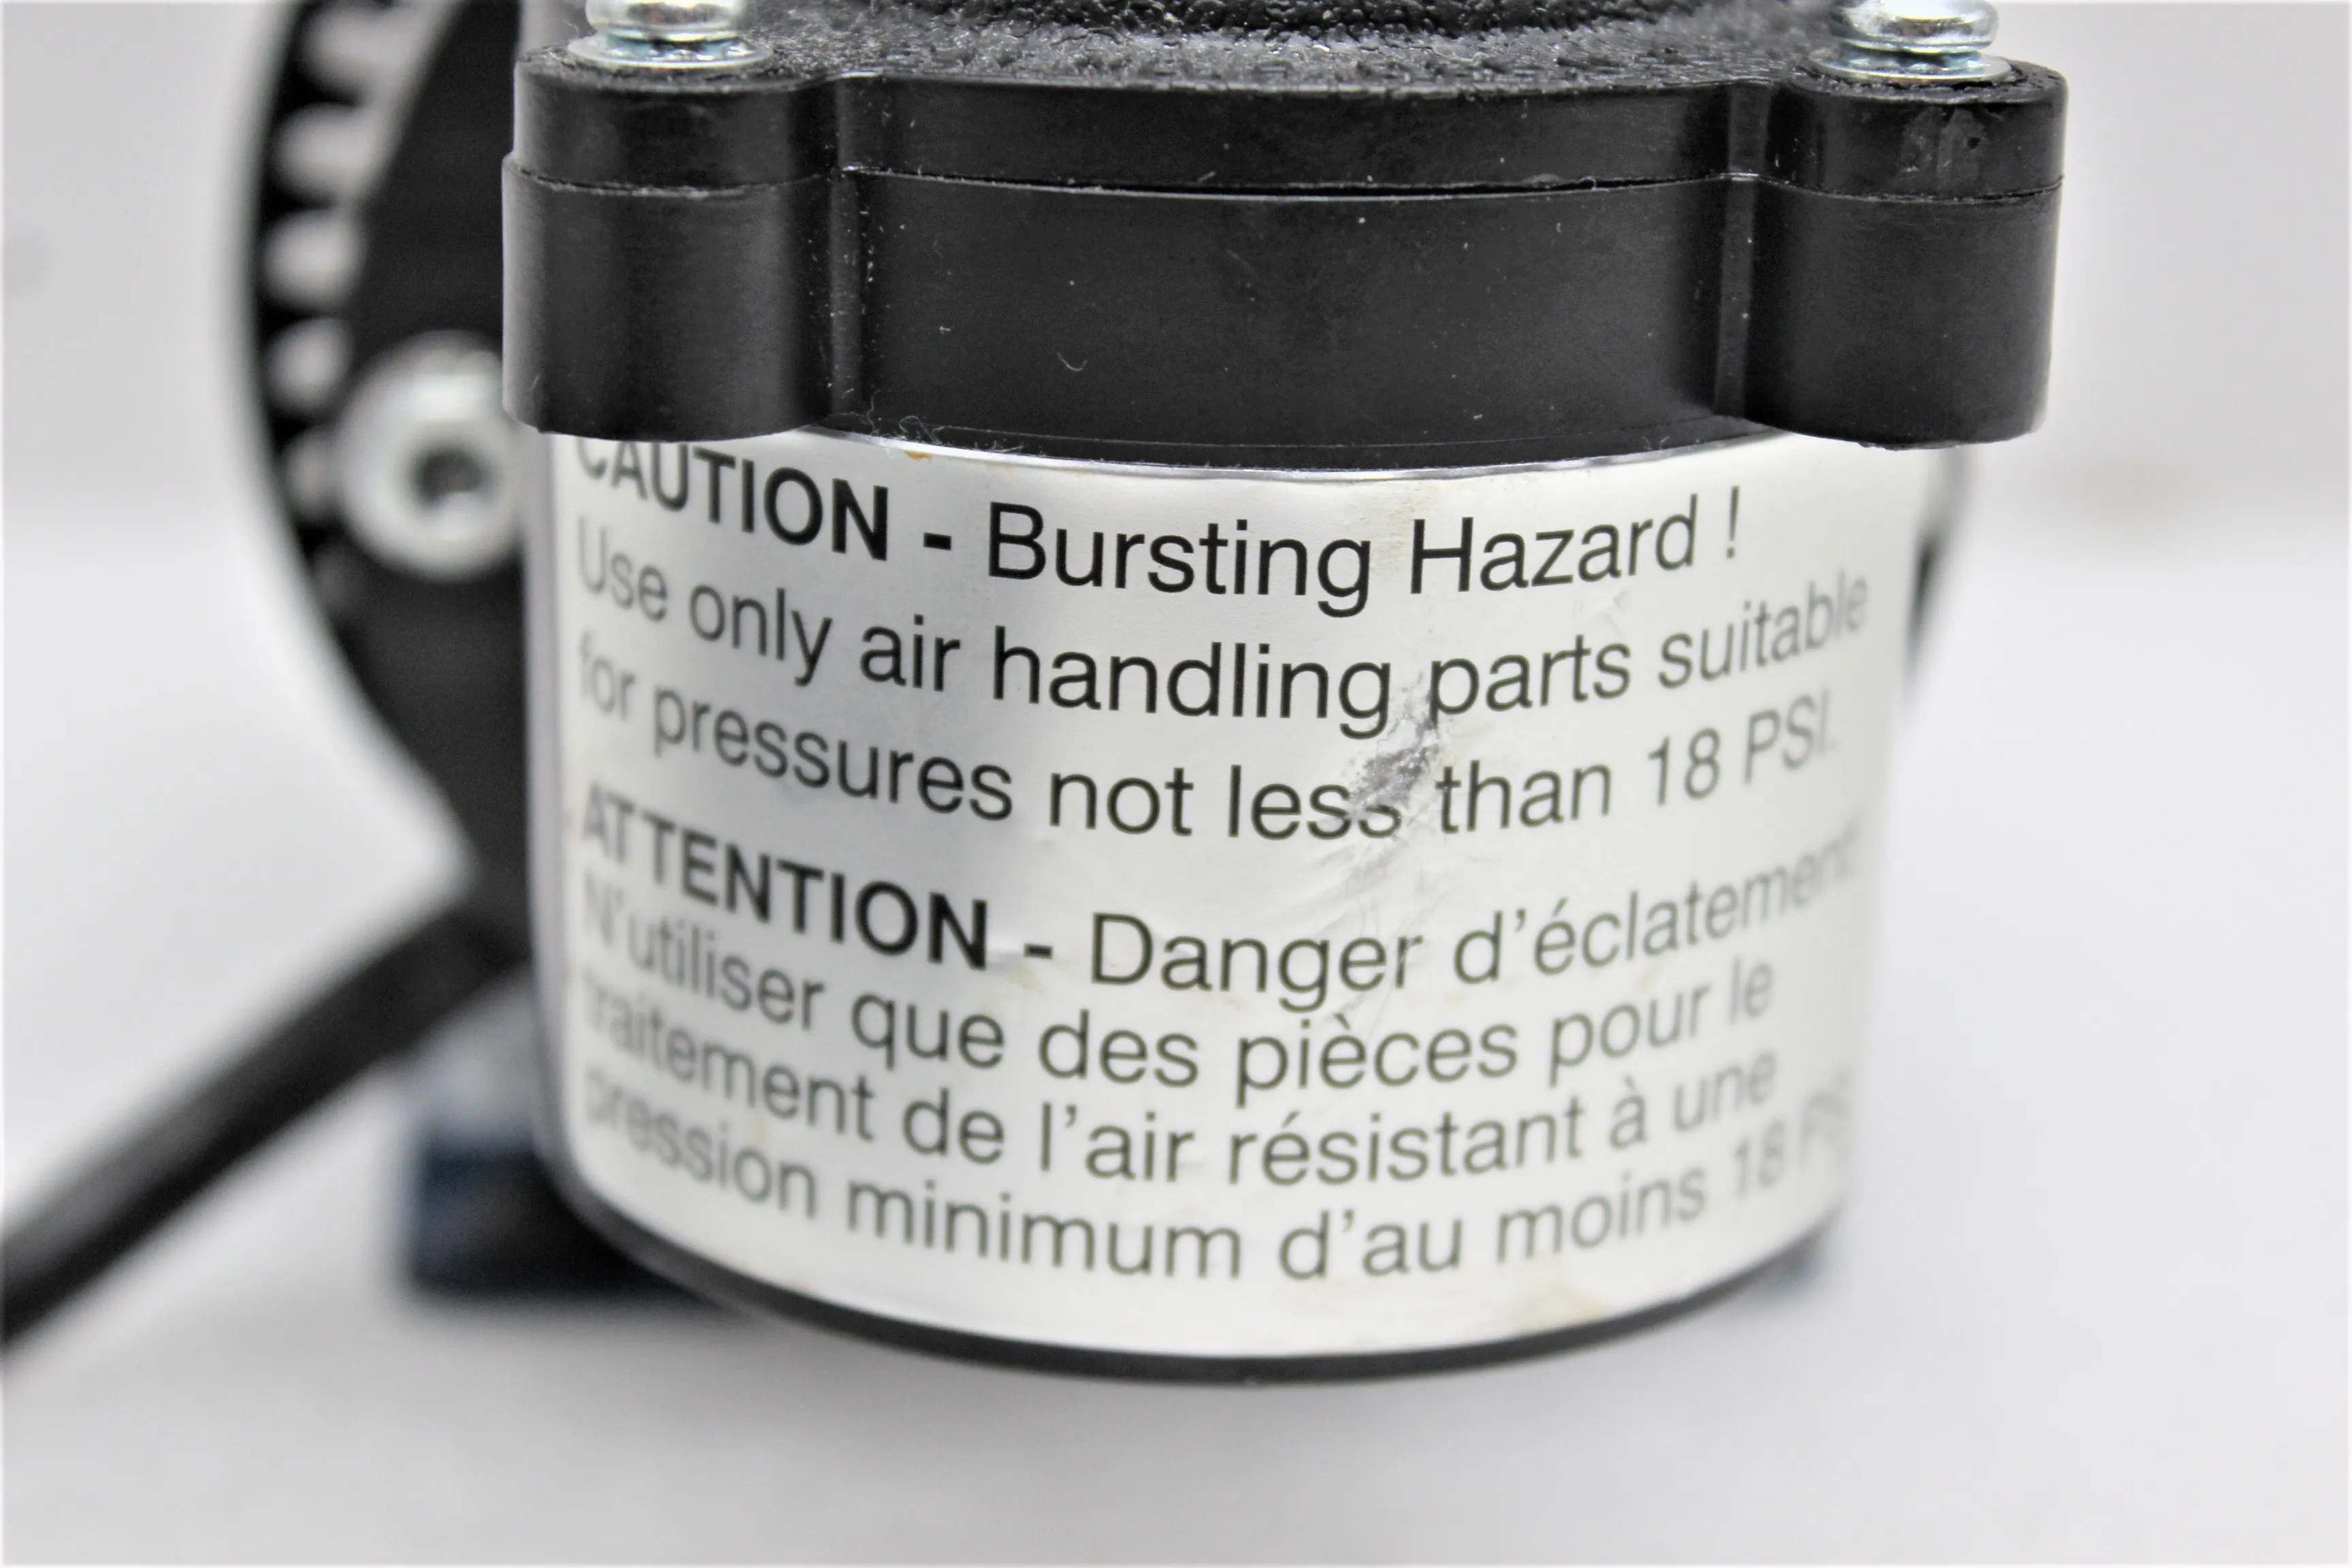 CAUTION - Bursting Hazard !
Use only air handling parts suitable
for pressures not less than 18 PSI.
ATTENTION - Danger d'éclatement
N'utiliser que des pièces pour le
traitement de l'air résistant à une
pression minimum d'au moins 18